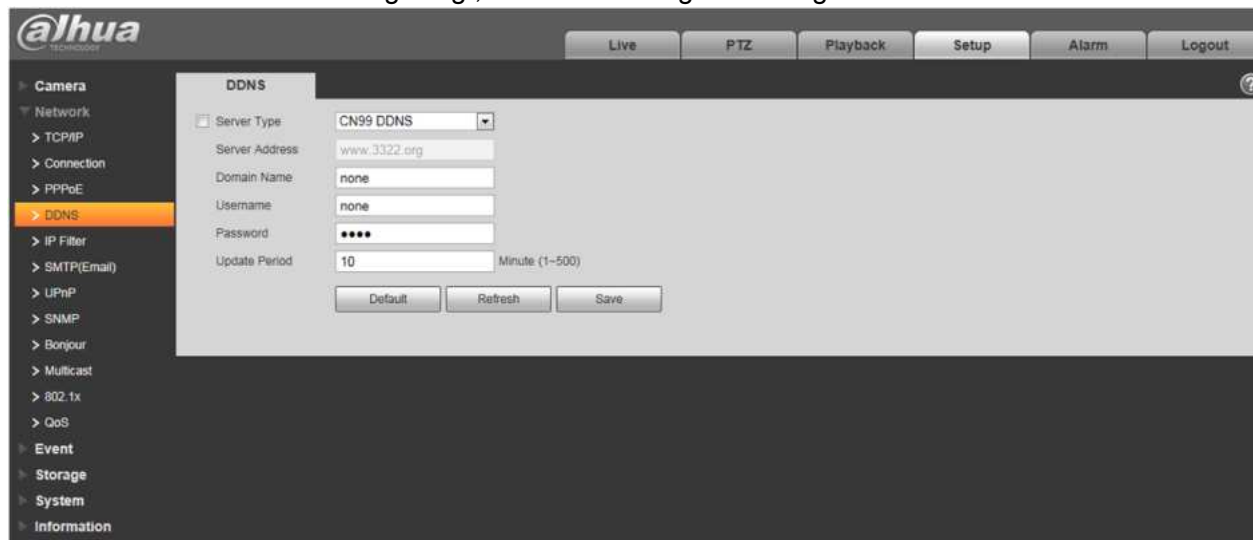 alhua
TECHNOLOGY
Live PTZ Playback Setup Alarm Logout
Camera
Network
> TCP/IP
> Connection
> PPPoE
> DDNS
> IP Filter
> SMTP(Email)
> UPnP
> SNMP
> Bonjour
> Multicast
> 802.1x
> QoS
Event
Storage
System
Information
DDNS
?
Server Type CN99 DDNS
Server Address www.3322.org
Domain Name none
Username none
Password ••••
Update Period 10 Minute (1~500)
Default Refresh Save